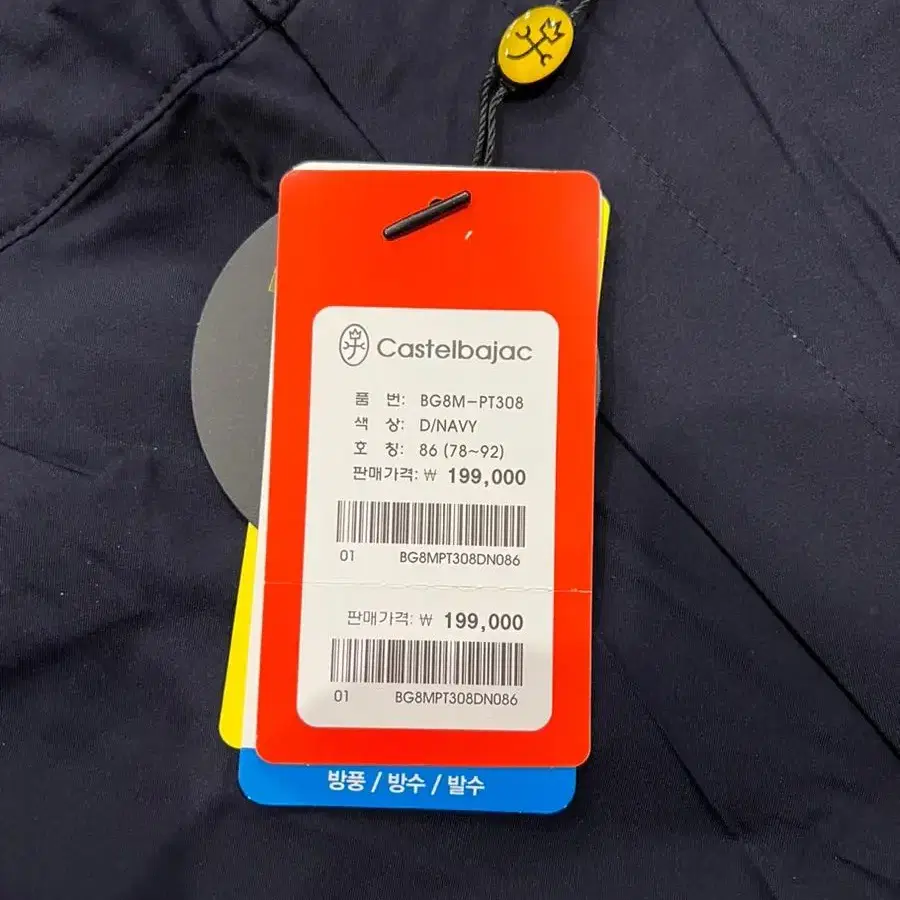 Castelbajac
품 번: BG8M-PT308
색 상: D/NAVY
호 칭: 86 (78~92)
판매가격: ₩ 199,000
01 BG8MPT308DN086
판매가격: ₩ 199,000
01 BG8MPT308DN086
방풍 / 방수 / 발수